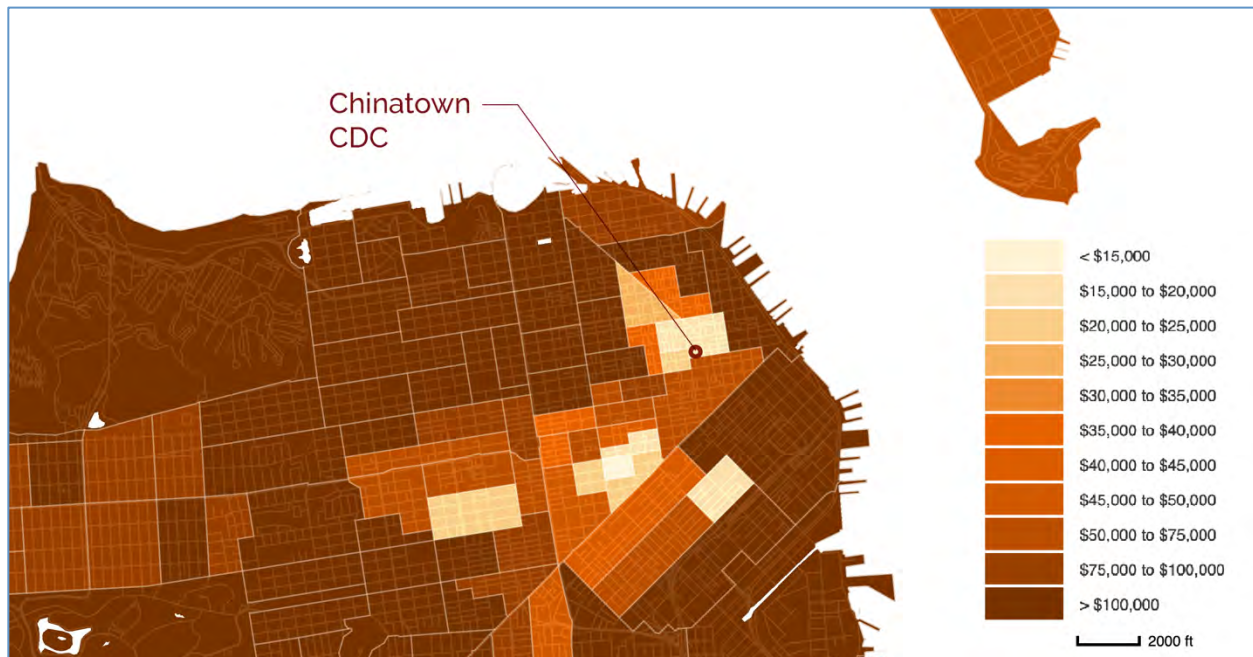 Chinatown
CDC
< $15,000
$15,000 to $20,000
$20,000 to $25,000
$25,000 to $30,000
$30,000 to $35,000
$35,000 to $40,000
$40,000 to $45,000
$45,000 to $50,000
$50,000 to $75,000
$75,000 to $100,000
> $100,000
2000 ft